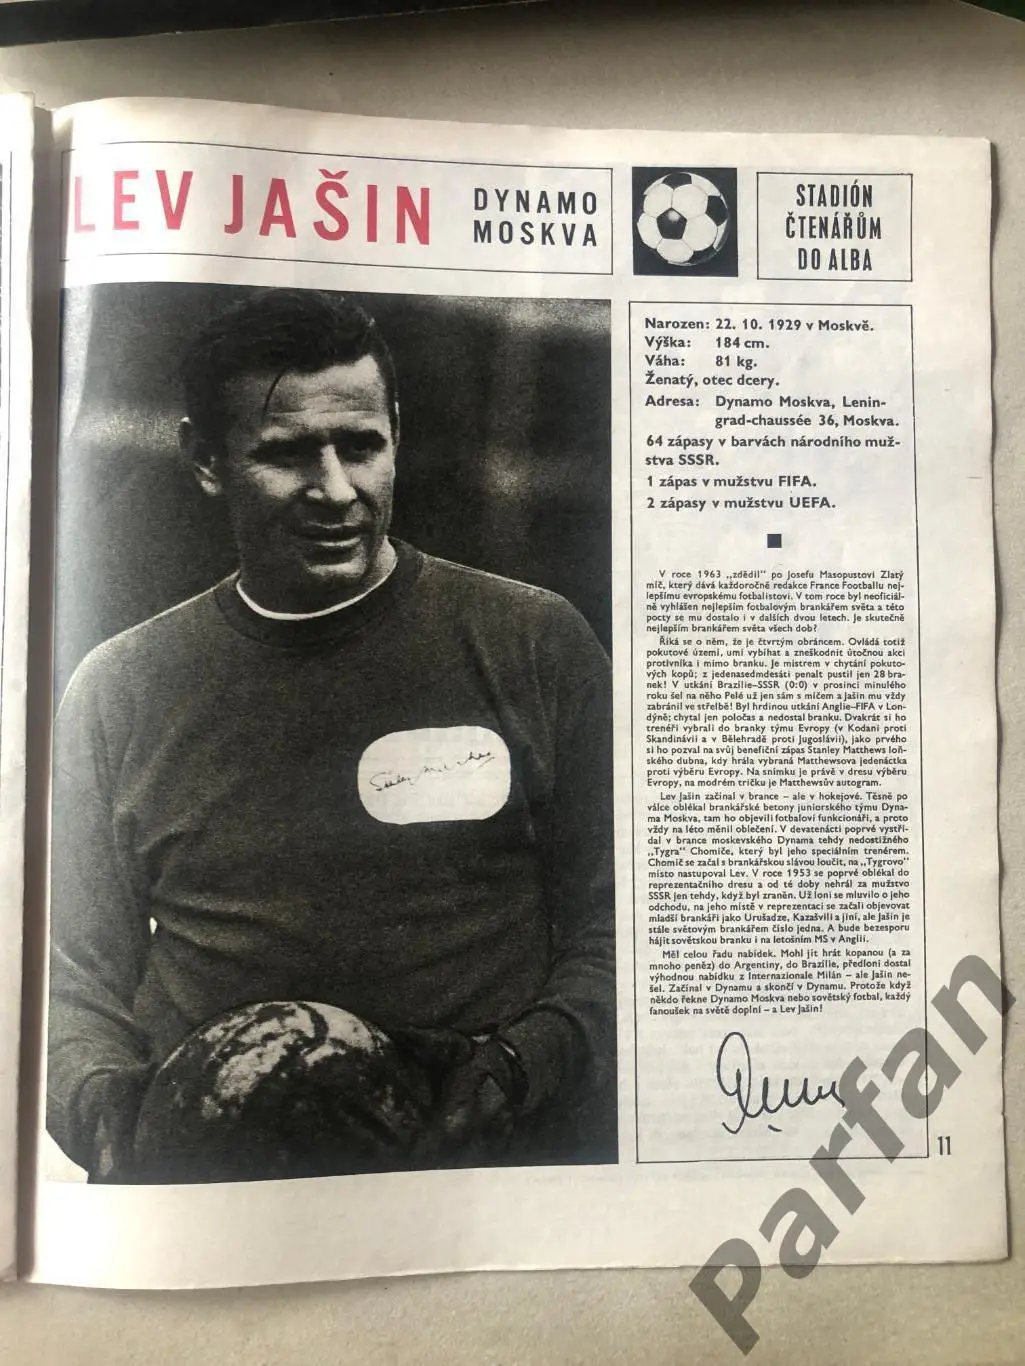 LEV JAŠIN
DYNAMO
MOSKVA
STADIÓN
ČTENÁŘŮM
DO ALBA
Narozen: 22. 10. 1929 v Moskvě.
Výška: 184 cm.
Váha: 81 kg.
Ženatý, otec dcery.
Adresa: Dynamo Moskva, Lenin-
grad-chaussée 36, Moskva.
64 zápasy v barvách národního muž-
stva SSSR.
1 zápas v mužstvu FIFA.
2 zápasy v mužstvu UEFA.
V roce 1963 „zdědil" po Josefu Masopustovi Zlatý
míč, který dává každoročně redakce France Footballu nej-
lepšímu evropskému fotbalistovi. V tom roce byl neoficiál-
ně vyhlášen nejlepším fotbalovým brankářem světa a této
pocty se mu dostalo i v dalších dvou letech. Je skutečně
nejlepším brankářem světa všech dob?
Říká se o něm, že je čtvrtým obráncem. Ovládá totiž
pokutové území, umí vybíhat a zneškodnit útočnou akci
protivníka i mimo branku. Je mistrem v chytání pokuto-
vých kopů; z jedenasedmdesáti penalt pustil jen 28 bra-
nek! V utkání Brazílie–SSSR (0:0) v prosinci minulého
roku šel na něho Pelé už jen sám s míčem a Jašin mu vždy
zabránil ve střelbě! Byl hrdinou utkání Anglie–FIFA v Lon-
dýně; chytal jen poločas a nedostal branku. Dvakrát si ho
trenéři vybrali do branky týmu Evropy (v Kodani proti
Skandinávii a v Bělehradě proti Jugoslávii), jako prvého
si ho pozval na svůj benefiční zápas Stanley Matthews loň-
ského dubna, kdy hrála vybraná Matthewsova jedenáctka
proti výběru Evropy. Na snímku je právě v dresu výběru
Evropy, na modrém tričku je Matthewsův autogram.
Lev Jašin začínal v brance – ale v hokejové. Těsně po
válce oblékal brankářské betony juniorského týmu Dyna-
ma Moskva, tam ho objevili fotbaloví funkcionáři, a proto
vždy na léto měnil oblečení. V devatenácti poprvé vystří-
dal v brance moskevského Dynama tehdy nedostižného
„Tygra" Chomiče, který byl jeho speciálním trenérem.
Chomič se začal s brankářskou slávou loučit, na „Tygrovo"
místo nastupoval Lev. V roce 1953 se poprvé oblékal do
reprezentačního dresu a od té doby nehrál za mužstvo
SSSR jen tehdy, když byl zraněn. Už loni se mluvilo o jeho
odchodu, na jeho místě v reprezentaci se začali objevovat
mladší brankáři jako Urušadze, Kazašvili a jiní, ale Jašin je
stále světovým brankářem číslo jedna. A bude bezesporu
hájit sovětskou branku i na letošním MS v Anglii.
Měl celou řadu nabídek. Mohl jít hrát kopanou (a za
mnoho peněz) do Argentiny, do Brazílie, předloni dostal
výhodnou nabídku z Internazionale Milán – ale Jašin ne-
šel. Začínal v Dynamu a skončí v Dynamu. Protože když
někdo řekne Dynamo Moskva nebo sovětský fotbal, každý
fanoušek na světě doplní – a Lev Jašin!
11
Parfan